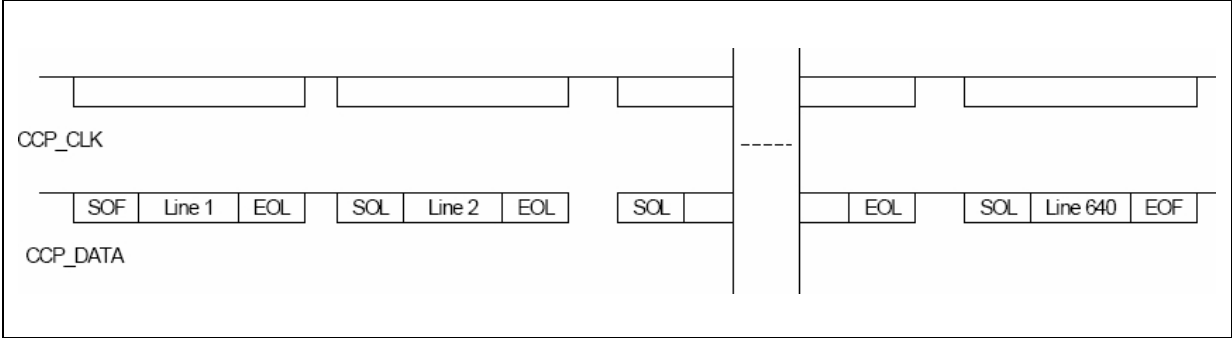 CCP_CLK
SOF Line 1 EOL SOL Line 2 EOL SOL EOL SOL Line 640 EOF
CCP_DATA